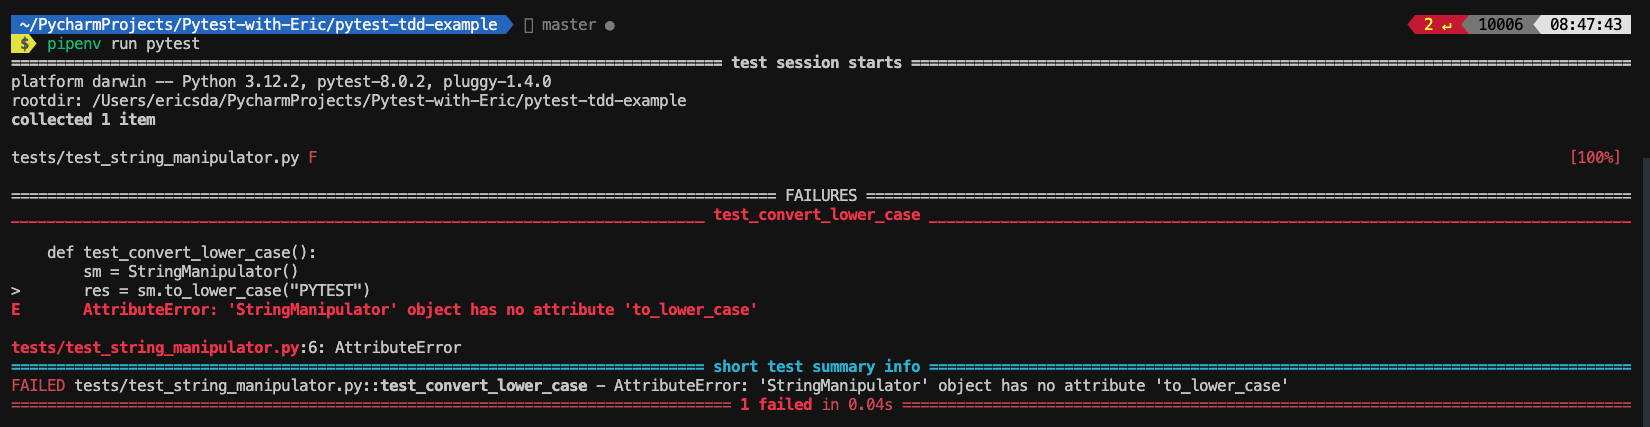 ~/PycharmProjects/Pytest-with-Eric/pytest-tdd-example master ● 2 ↵ 10006 08:47:43
$ pipenv run pytest
=============================================================================== test session starts ================================================================================
platform darwin -- Python 3.12.2, pytest-8.0.2, pluggy-1.4.0
rootdir: /Users/ericsda/PycharmProjects/Pytest-with-Eric/pytest-tdd-example
collected 1 item
tests/test_string_manipulator.py F [100%]
===================================================================================== FAILURES =====================================================================================
_____________________________________________________________________________ test_convert_lower_case ______________________________________________________________________________
def test_convert_lower_case():
sm = StringManipulator()
> res = sm.to_lower_case("PYTEST")
E AttributeError: 'StringManipulator' object has no attribute 'to_lower_case'
tests/test_string_manipulator.py:6: AttributeError
============================================================================= short test summary info ==============================================================================
FAILED tests/test_string_manipulator.py::test_convert_lower_case - AttributeError: 'StringManipulator' object has no attribute 'to_lower_case'
================================================================================ 1 failed in 0.04s =================================================================================